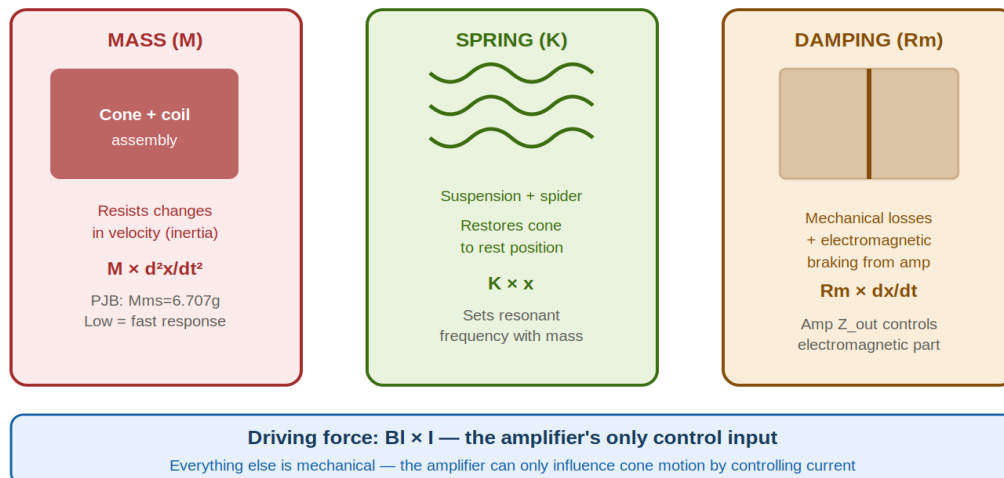 MASS (M)
Cone + coil
assembly
Resists changes
in velocity (inertia)
M × d²x/dt²
PJB: Mms=6.707g
Low = fast response
SPRING (K)
Suspension + spider
Restores cone
to rest position
K × x
Sets resonant
frequency with mass
DAMPING (Rm)
Mechanical losses
+ electromagnetic
braking from amp
Rm × dx/dt
Amp Z_out controls
electromagnetic part
Driving force: Bl × I — the amplifier's only control input
Everything else is mechanical — the amplifier can only influence cone motion by controlling current